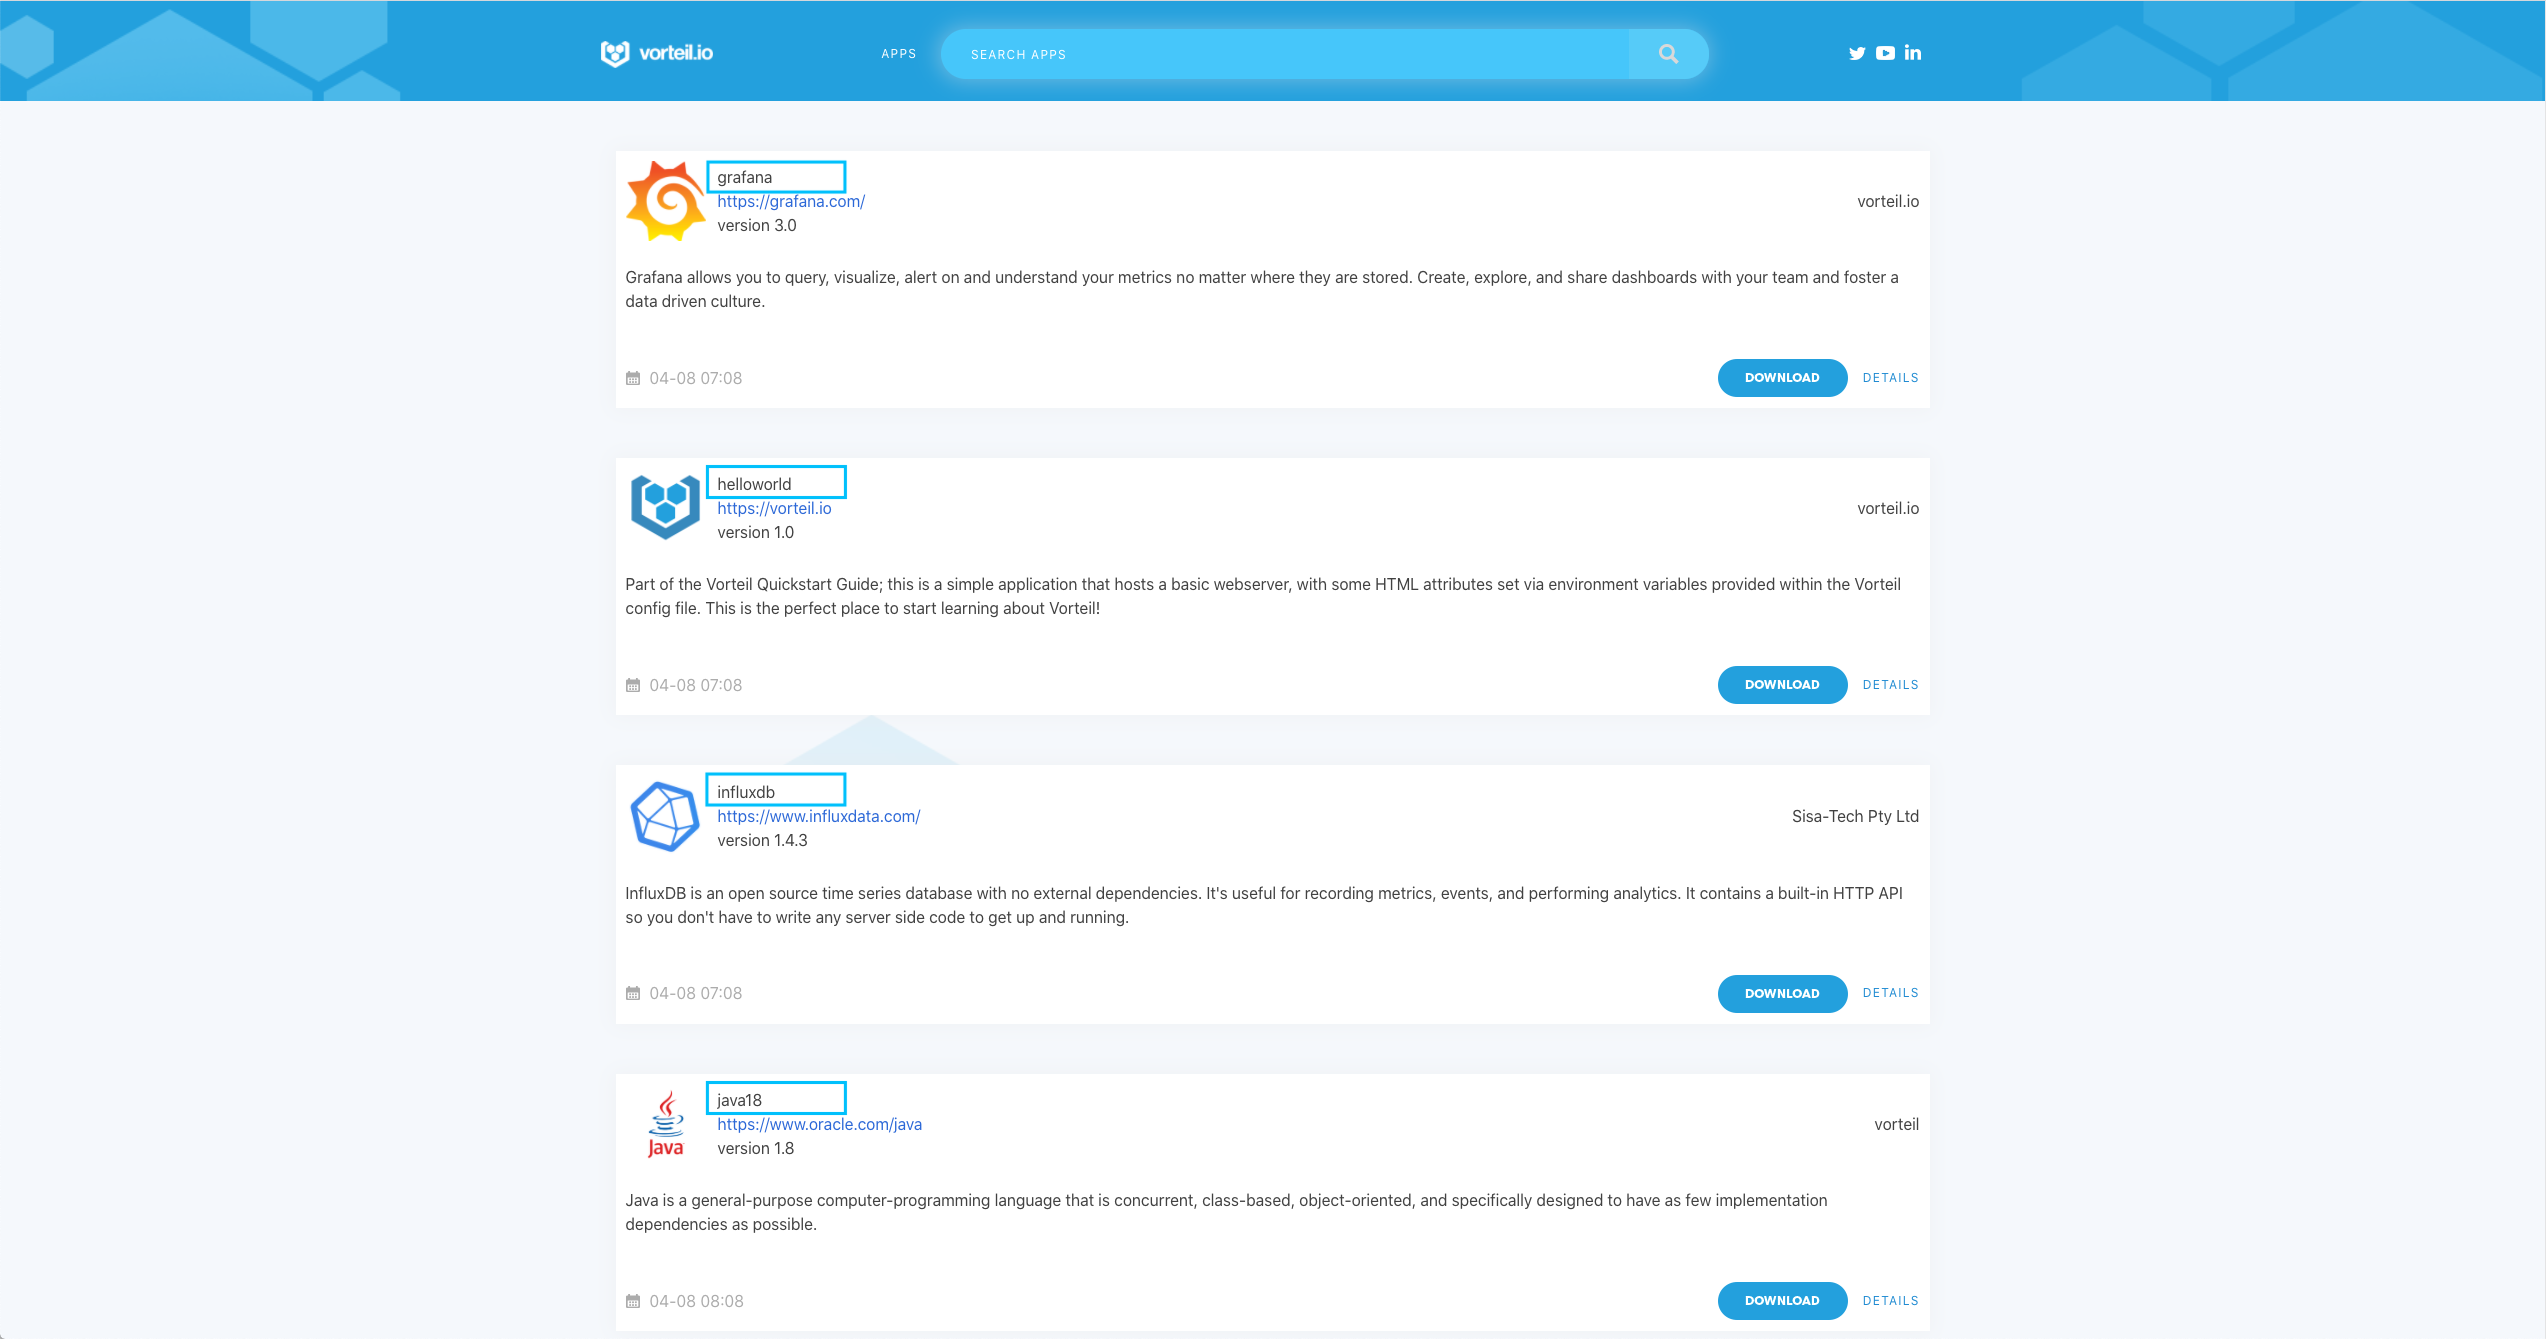 vorteil.io
APPS
SEARCH APPS
grafana
https://grafana.com/
vorteil.io
version 3.0
Grafana allows you to query, visualize, alert on and understand your metrics no matter where they are stored. Create, explore, and share dashboards with your team and foster a
data driven culture.
04-08 07:08
DOWNLOAD
DETAILS
helloworld
https://vorteil.io
vorteil.io
version 1.0
Part of the Vorteil Quickstart Guide; this is a simple application that hosts a basic webserver, with some HTML attributes set via environment variables provided within the Vorteil
config file. This is the perfect place to start learning about Vorteil!
04-08 07:08
DOWNLOAD
DETAILS
influxdb
https://www.influxdata.com/
Sisa-Tech Pty Ltd
version 1.4.3
InfluxDB is an open source time series database with no external dependencies. It's useful for recording metrics, events, and performing analytics. It contains a built-in HTTP API
so you don't have to write any server side code to get up and running.
04-08 07:08
DOWNLOAD
DETAILS
Java
java18
https://www.oracle.com/java
vorteil
version 1.8
Java is a general-purpose computer-programming language that is concurrent, class-based, object-oriented, and specifically designed to have as few implementation
dependencies as possible.
04-08 08:08
DOWNLOAD
DETAILS